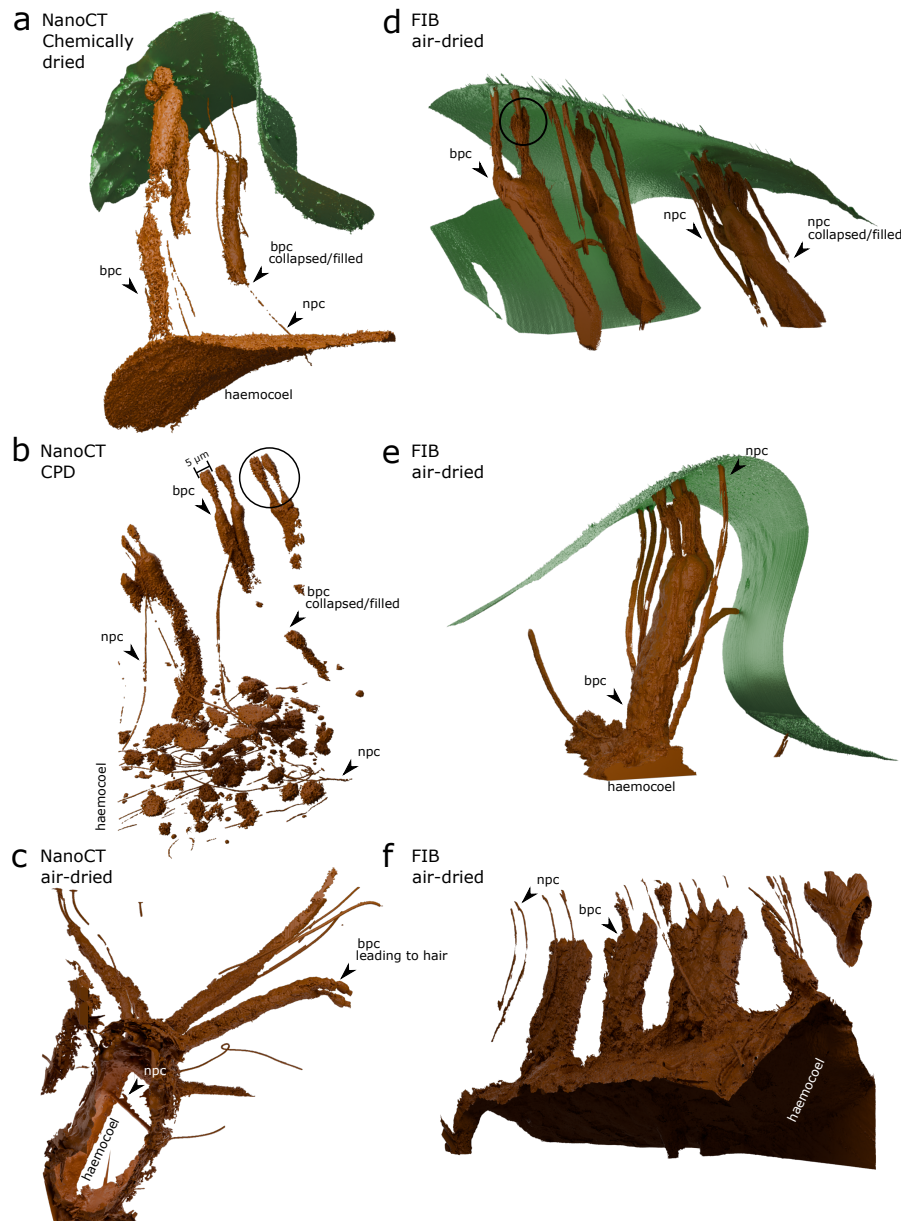 a
NanoCT
Chemically
dried
bpc
bpc
collapsed/filled
npc
haemocoel
d
FIB
air-dried
bpc
npc
npc
collapsed/filled
b
NanoCT
CPD
5 µm
bpc
bpc
collapsed/filled
npc
npc
haemocoel
e
FIB
air-dried
npc
bpc
haemocoel
c
NanoCT
air-dried
bpc
leading to hair
npc
haemocoel
f
FIB
air-dried
npc
bpc
haemocoel